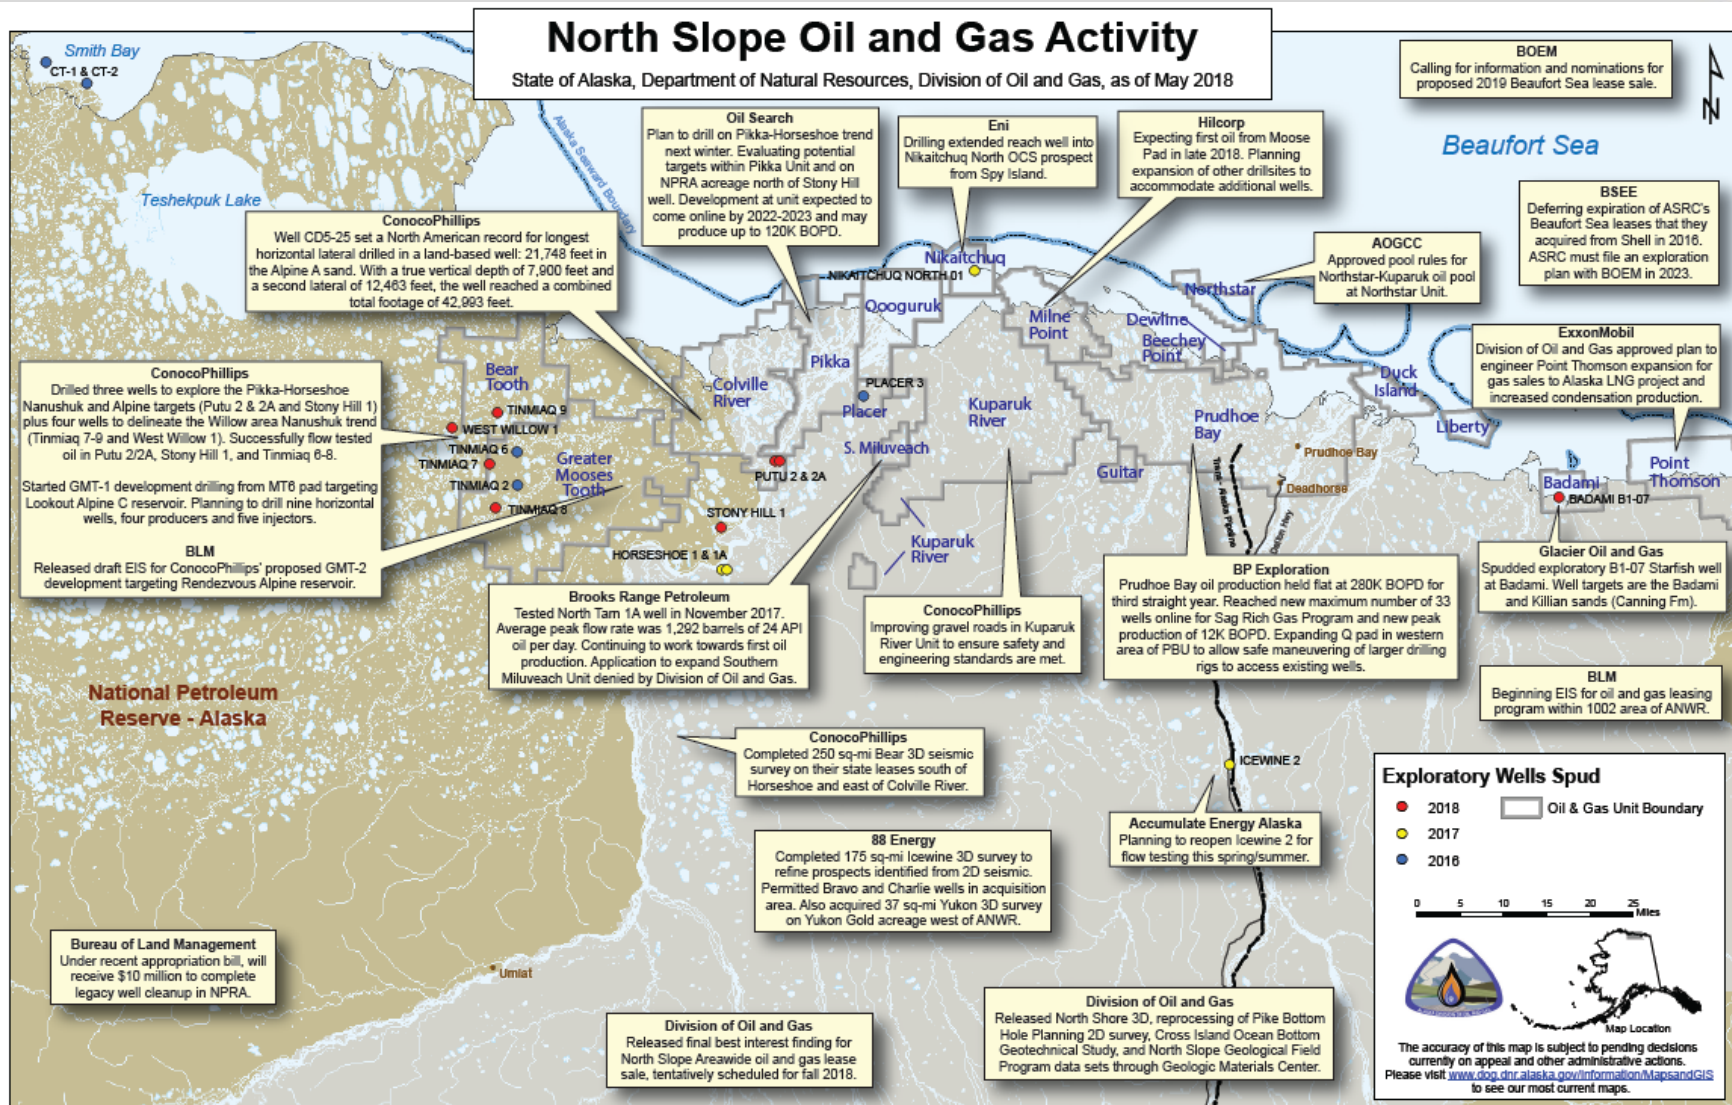 North Slope Oil and Gas Activity
State of Alaska, Department of Natural Resources, Division of Oil and Gas, as of May 2018
Smith Bay
CT-1 & CT-2
Teshekpuk Lake
Alaska Seaward Boundary
Beaufort Sea
N
BOEM
Calling for information and nominations for
proposed 2019 Beaufort Sea lease sale.
Oil Search
Plan to drill on Pikka-Horseshoe trend
next winter. Evaluating potential
targets within Pikka Unit and on
NPRA acreage north of Stony Hill
well. Development at unit expected to
come online by 2022-2023 and may
produce up to 120K BOPD.
Eni
Drilling extended reach well into
Nikaitchuq North OCS prospect
from Spy Island.
Hilcorp
Expecting first oil from Moose
Pad in late 2018. Planning
expansion of other drillsites to
accommodate additional wells.
BSEE
Deferring expiration of ASRC's
Beaufort Sea leases that they
acquired from Shell in 2016.
ASRC must file an exploration
plan with BOEM in 2023.
ConocoPhillips
Well CD5-25 set a North American record for longest
horizontal lateral drilled in a land-based well: 21,748 feet in
the Alpine A sand. With a true vertical depth of 7,900 feet and
a second lateral of 12,463 feet, the well reached a combined
total footage of 42,993 feet.
AOGCC
Approved pool rules for
Northstar-Kuparuk oil pool
at Northstar Unit.
Nikaitchuq
NIKAITCHUQ NORTH 01
Northstar
Oooguruk
Milne
Point
Dewline
Beechey
Point
ExxonMobil
Division of Oil and Gas approved plan to
engineer Point Thomson expansion for
gas sales to Alaska LNG project and
increased condensation production.
ConocoPhillips
Drilled three wells to explore the Pikka-Horseshoe
Nanushuk and Alpine targets (Putu 2 & 2A and Stony Hill 1)
plus four wells to delineate the Willow area Nanushuk trend
(Tinmiaq 7-9 and West Willow 1). Successfully flow tested
oil in Putu 2/2A, Stony Hill 1, and Tinmiaq 6-8.
Started GMT-1 development drilling from MT6 pad targeting
Lookout Alpine C reservoir. Planning to drill nine horizontal
wells, four producers and five injectors.
BLM
Released draft EIS for ConocoPhillips' proposed GMT-2
development targeting Rendezvous Alpine reservoir.
Bear
Tooth
TINMIAQ 9
WEST WILLOW 1
TINMIAQ 6
TINMIAQ 7
TINMIAQ 2
TINMIAQ 8
Greater
Mooses
Tooth
Colville
River
Pikka
PLACER 3
Placer
S. Miluveach
PUTU 2 & 2A
STONY HILL 1
HORSESHOE 1 & 1A
Kuparuk
River
Kuparuk
River
Guitar
Prudhoe
Bay
Prudhoe Bay
Deadhorse
Trans - Alaska Pipeline
Dalton Hwy
Duck
Island
Liberty
Badami
BADAMI B1-07
Point
Thomson
Glacier Oil and Gas
Spudded exploratory B1-07 Starfish well
at Badami. Well targets are the Badami
and Killian sands (Canning Fm).
Brooks Range Petroleum
Tested North Tarn 1A well in November 2017.
Average peak flow rate was 1,292 barrels of 24 API
oil per day. Continuing to work towards first oil
production. Application to expand Southern
Miluveach Unit denied by Division of Oil and Gas.
ConocoPhillips
Improving gravel roads in Kuparuk
River Unit to ensure safety and
engineering standards are met.
BP Exploration
Prudhoe Bay oil production held flat at 280K BOPD for
third straight year. Reached new maximum number of 33
wells online for Sag Rich Gas Program and new peak
production of 12K BOPD. Expanding Q pad in western
area of PBU to allow safe maneuvering of larger drilling
rigs to access existing wells.
BLM
Beginning EIS for oil and gas leasing
program within 1002 area of ANWR.
National Petroleum
Reserve - Alaska
ConocoPhillips
Completed 250 sq-mi Bear 3D seismic
survey on their state leases south of
Horseshoe and east of Colville River.
ICEWINE 2
Accumulate Energy Alaska
Planning to reopen Icewine 2 for
flow testing this spring/summer.
88 Energy
Completed 175 sq-mi Icewine 3D survey to
refine prospects identified from 2D seismic.
Permitted Bravo and Charlie wells in acquisition
area. Also acquired 37 sq-mi Yukon 3D survey
on Yukon Gold acreage west of ANWR.
Bureau of Land Management
Under recent appropriation bill, will
receive $10 million to complete
legacy well cleanup in NPRA.
Umiat
Division of Oil and Gas
Released final best interest finding for
North Slope Areawide oil and gas lease
sale, tentatively scheduled for fall 2018.
Division of Oil and Gas
Released North Shore 3D, reprocessing of Pike Bottom
Hole Planning 2D survey, Cross Island Ocean Bottom
Geotechnical Study, and North Slope Geological Field
Program data sets through Geologic Materials Center.
Exploratory Wells Spud
2018
Oil & Gas Unit Boundary
2017
2016
0 5 10 15 20 25
Miles
Map Location
The accuracy of this map is subject to pending decisions
currently on appeal and other administrative actions.
Please visit www.dog.dnr.alaska.gov/Information/MapsandGIS
to see our most current maps.